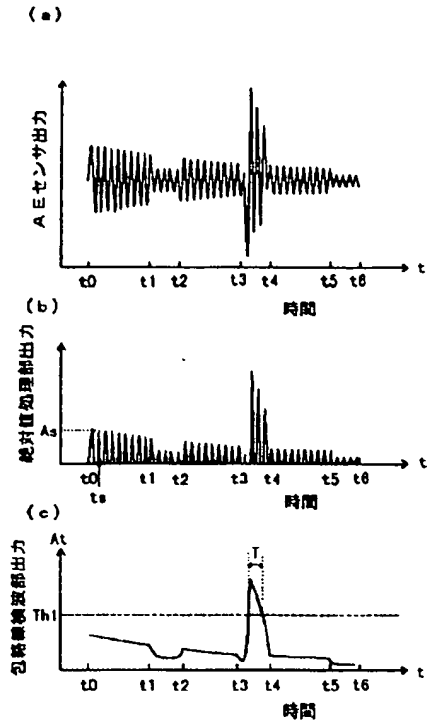 (a)
AEセンサ出力
t0 t1 t2 t3 t4 t5 t6 t
時間
(b)
絶対値処理部出力
As
t0 t1 t2 t3 t4 t5 t6 t
ts
時間
(c)
At
包絡線検波部出力
T
Th1
t0 t1 t2 t3 t4 t5 t6 t
時間